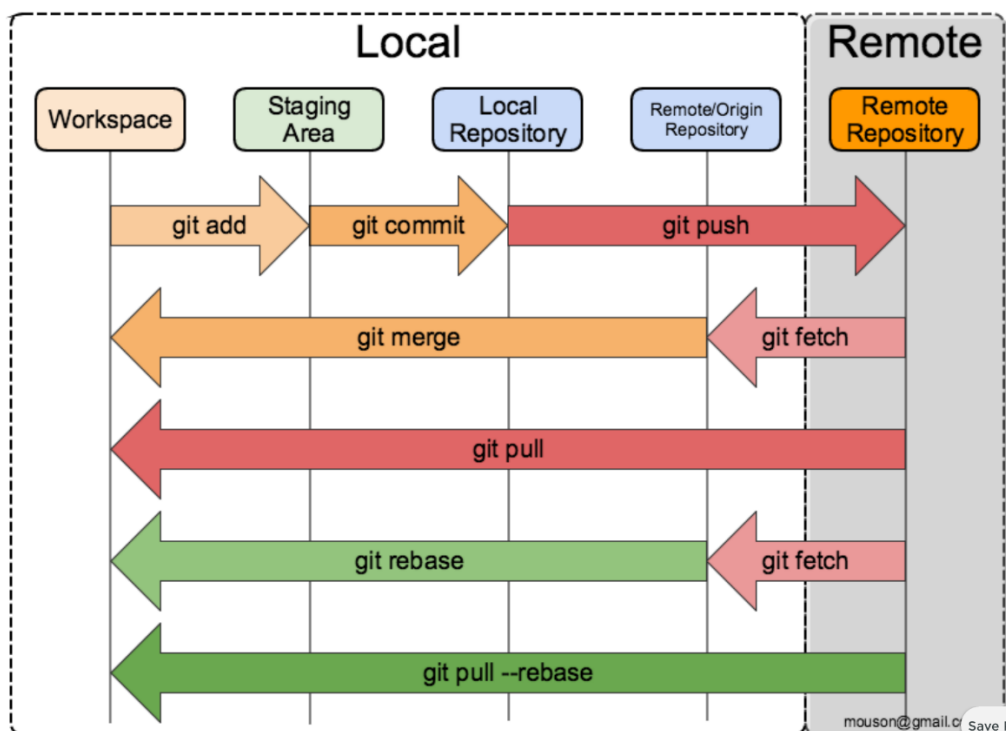 Local
Remote
Workspace
Staging
Area
Local
Repository
Remote/Origin
Repository
Remote
Repository
git add
git commit
git push
git merge
git fetch
git pull
git rebase
git fetch
git pull --rebase
mouson@gmail.c
Save